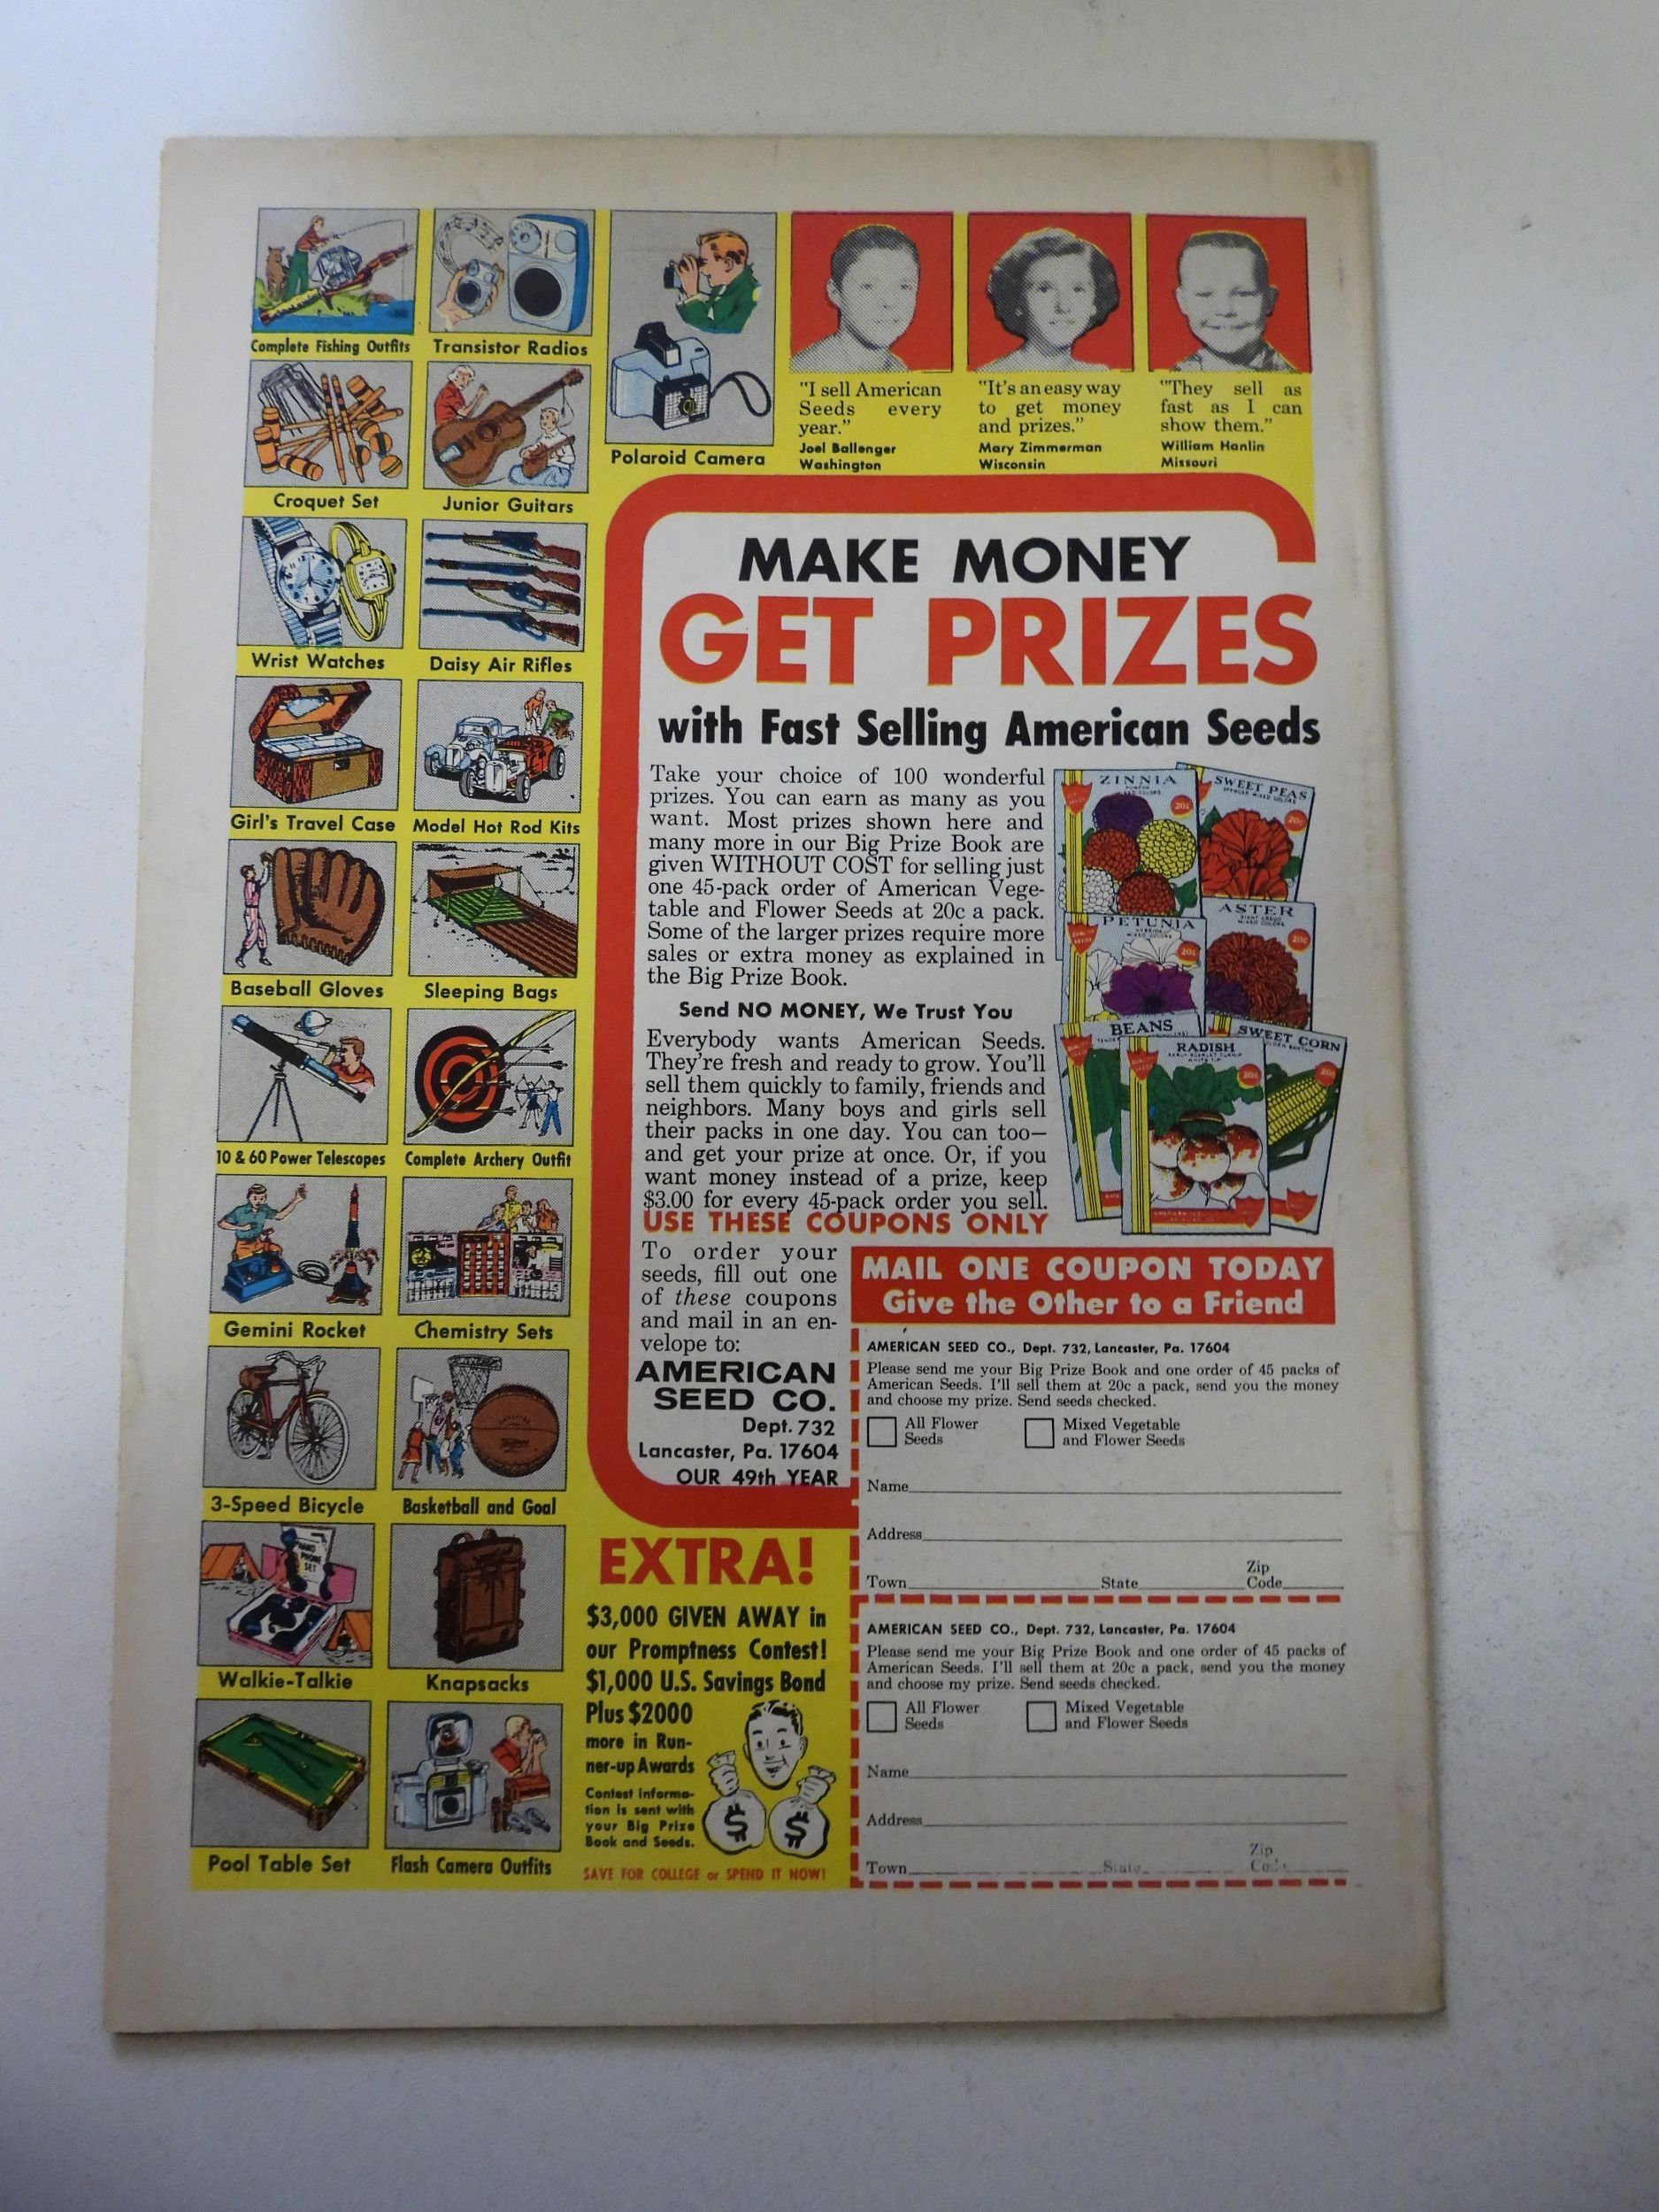 Complete Fishing Outfits
Transistor Radios
Polaroid Camera
Croquet Set
Junior Guitars
Wrist Watches
Daisy Air Rifles
Girl's Travel Case
Model Hot Rod Kits
Baseball Gloves
Sleeping Bags
10 & 60 Power Telescopes
Complete Archery Outfit
Gemini Rocket
Chemistry Sets
3-Speed Bicycle
Basketball and Goal
HAND
PHONE
SET
Walkie-Talkie
Knapsacks
Pool Table Set
Flash Camera Outfits
"I sell American
Seeds every
year."
Joel Ballenger
Washington
"It's an easy way
to get money
and prizes."
Mary Zimmerman
Wisconsin
"They sell as
fast as I can
show them."
William Hanlin
Missouri
MAKE MONEY
GET PRIZES
with Fast Selling American Seeds
Take your choice of 100 wonderful
prizes. You can earn as many as you
want. Most prizes shown here and
many more in our Big Prize Book are
given WITHOUT COST for selling just
one 45-pack order of American Vege-
table and Flower Seeds at 20c a pack.
Some of the larger prizes require more
sales or extra money as explained in
the Big Prize Book.
Send NO MONEY, We Trust You
Everybody wants American Seeds.
They're fresh and ready to grow. You'll
sell them quickly to family, friends and
neighbors. Many boys and girls sell
their packs in one day. You can too—
and get your prize at once. Or, if you
want money instead of a prize, keep
$3.00 for every 45-pack order you sell.
USE THESE COUPONS ONLY
To order your
seeds, fill out one
of these coupons
and mail in an en-
velope to:
AMERICAN
SEED CO.
Dept. 732
Lancaster, Pa. 17604
OUR 49th YEAR
ZINNIA
MIXED COLORS
20c
SWEET PEAS
SPENCER MIXED COLORS
20c
PETUNIA
MIXED COLORS
20c
ASTER
MIXED COLORS
20c
BEANS
RADISH
20c
SWEET CORN
20c
MAIL ONE COUPON TODAY
Give the Other to a Friend
AMERICAN SEED CO., Dept. 732, Lancaster, Pa. 17604
Please send me your Big Prize Book and one order of 45 packs of
American Seeds. I'll sell them at 20c a pack, send you the money
and choose my prize. Send seeds checked.
All Flower
Seeds
Mixed Vegetable
and Flower Seeds
Name
Address
Town State Zip Code
AMERICAN SEED CO., Dept. 732, Lancaster, Pa. 17604
Please send me your Big Prize Book and one order of 45 packs of
American Seeds. I'll sell them at 20c a pack, send you the money
and choose my prize. Send seeds checked.
All Flower
Seeds
Mixed Vegetable
and Flower Seeds
Name
Address
Town State Zip Code
EXTRA!
$3,000 GIVEN AWAY in
our Promptness Contest!
$1,000 U.S. Savings Bond
Plus $2000
more in Run-
ner-up Awards
Contest informa-
tion is sent with
your Big Prize
Book and Seeds.
$ $
SAVE FOR COLLEGE or SPEND IT NOW!